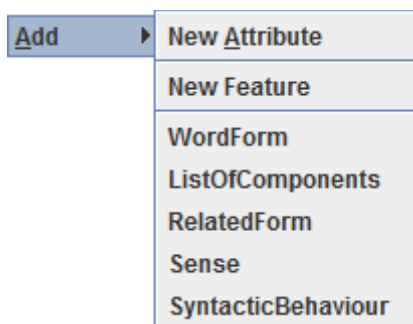 Add
New Attribute
New Feature
WordForm
ListOfComponents
RelatedForm
Sense
SyntacticBehaviour